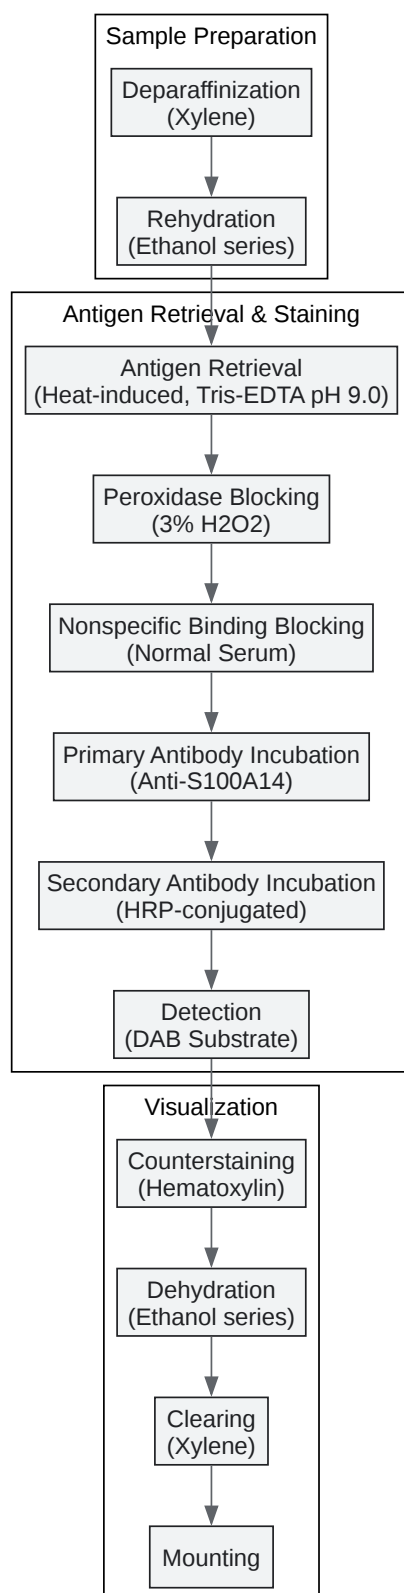 Sample Preparation
Deparaffinization
(Xylene)
Rehydration
(Ethanol series)
Antigen Retrieval & Staining
Antigen Retrieval
(Heat-induced, Tris-EDTA pH 9.0)
Peroxidase Blocking
(3% H2O2)
Nonspecific Binding Blocking
(Normal Serum)
Primary Antibody Incubation
(Anti-S100A14)
Secondary Antibody Incubation
(HRP-conjugated)
Detection
(DAB Substrate)
Visualization
Counterstaining
(Hematoxylin)
Dehydration
(Ethanol series)
Clearing
(Xylene)
Mounting